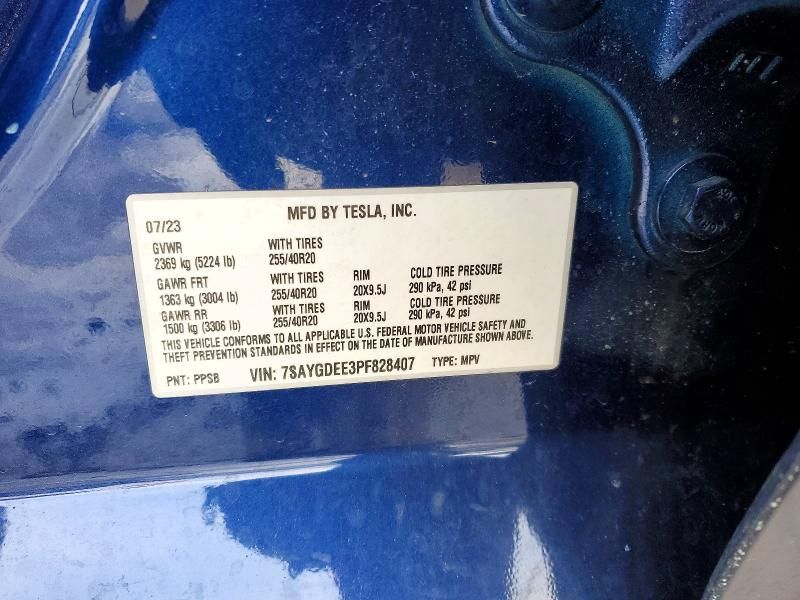 MFD BY TESLA, INC.
07/23
GVWR WITH TIRES
2369 kg (5224 lb) 255/40R20
GAWR FRT WITH TIRES RIM COLD TIRE PRESSURE
1363 kg (3004 lb) 255/40R20 20X9.5J 290 kPa, 42 psi
GAWR RR WITH TIRES RIM COLD TIRE PRESSURE
1500 kg (3306 lb) 255/40R20 20X9.5J 290 kPa, 42 psi
THIS VEHICLE CONFORMS TO ALL APPLICABLE U.S. FEDERAL MOTOR VEHICLE SAFETY AND
THEFT PREVENTION STANDARDS IN EFFECT ON THE DATE OF MANUFACTURE SHOWN ABOVE.
PNT: PPSB VIN: 7SAYGDEE3PF828407 TYPE: MPV